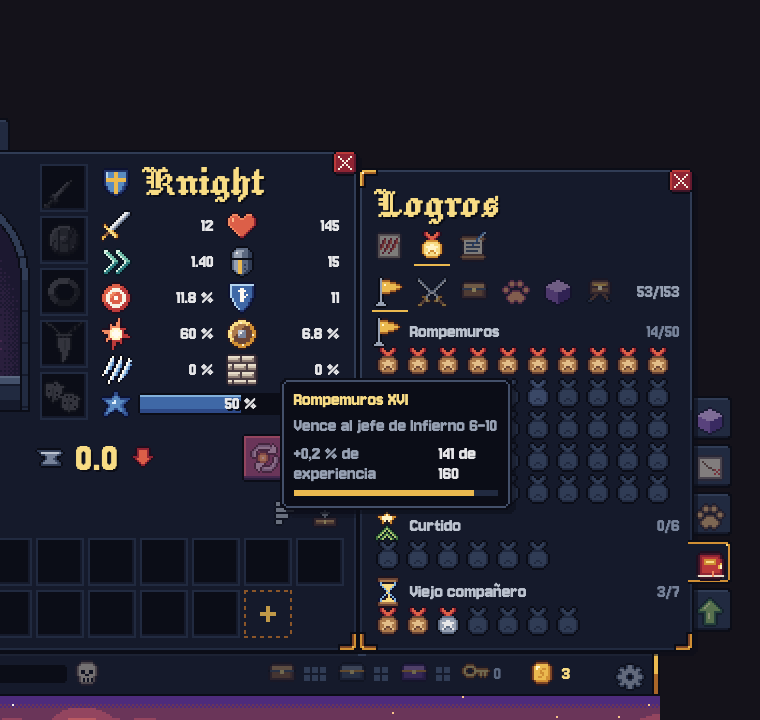 Knight
12 145
1.40 15
11.8 % 11
60 % 6.8 %
0 % 0 %
50 %
0.0
+
Logros
53/153
Rompemuros 14/50
Rompemuros XVI
Vence al jefe de Infierno 6-10
+0,2 % de experiencia
141 de 160
Curtido 0/6
Viejo compañero 3/7
0
3